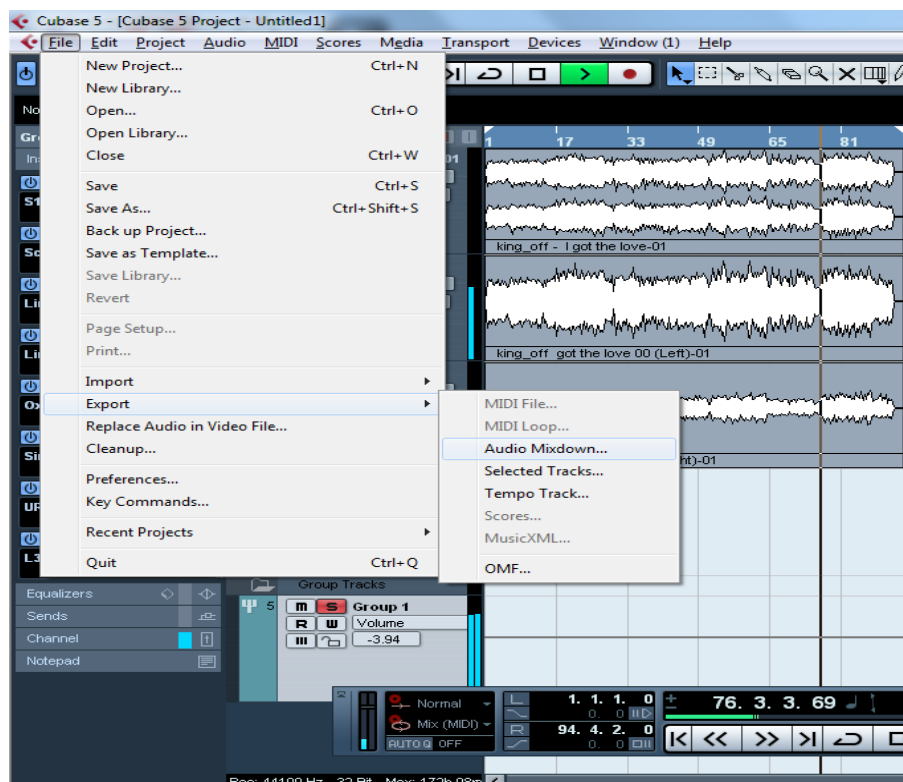 Cubase 5 - [Cubase 5 Project - Untitled1]
File Edit Project Audio MIDI Scores Media Transport Devices Window (1) Help
New Project... Ctrl+N
New Library...
Open... Ctrl+O
Open Library...
Close Ctrl+W
Save Ctrl+S
Save As... Ctrl+Shift+S
Back up Project...
Save as Template...
Save Library...
Revert
Page Setup...
Print...
Import
Export
Replace Audio in Video File...
Cleanup...
Preferences...
Key Commands...
Recent Projects
Quit Ctrl+Q
MIDI File...
MIDI Loop...
Audio Mixdown...
Selected Tracks...
Tempo Track...
Scores...
MusicXML...
OMF...
1 17 33 49 65 81
king_off - I got the love-01
king_off got the love 00 (Left)-01
ht)-01
Equalizers
Sends
Channel
Notepad
Group Tracks
5 m S Group 1
R W Volume
-3.94
Normal
Mix (MIDI)
AUTO Q OFF
L 1. 1. 1. 0
0. 0
R 94. 4. 2. 0
0. 0
76. 3. 3. 69